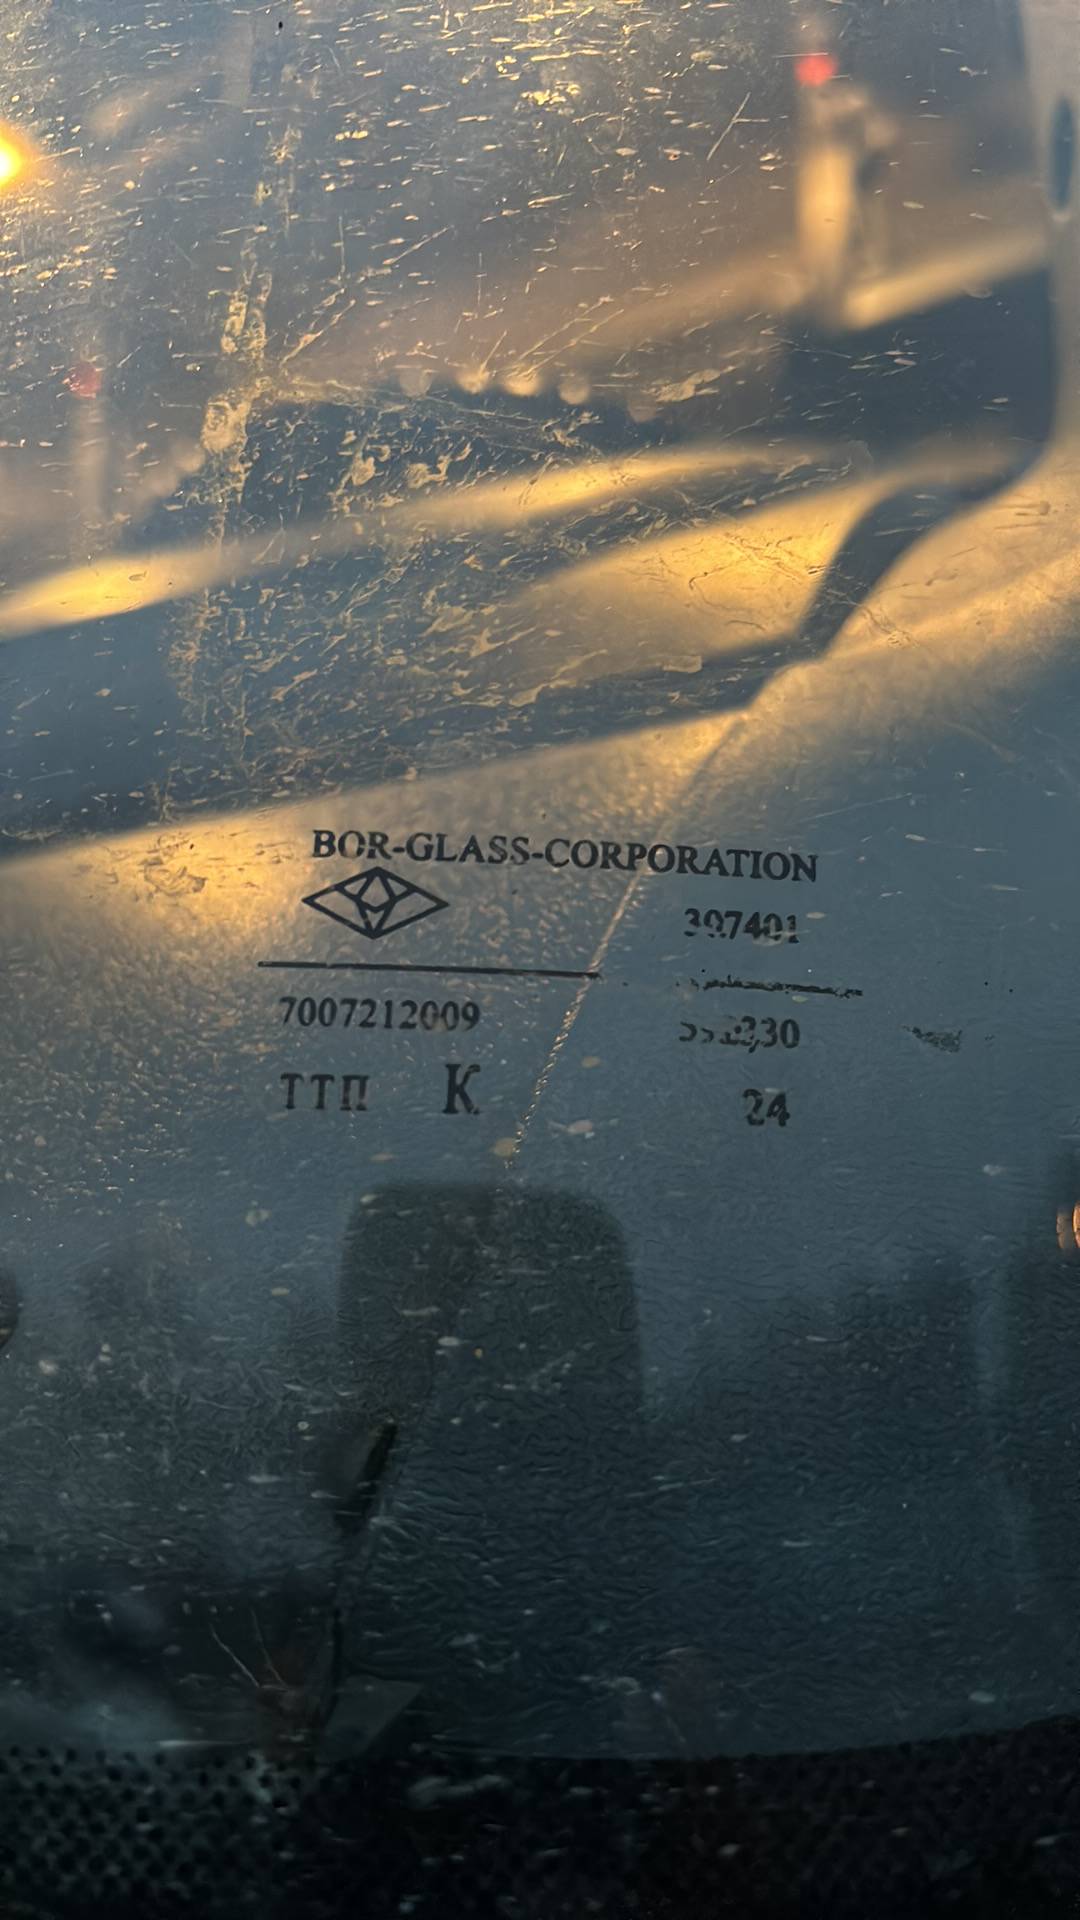 BOR-GLASS-CORPORATION
307401
7007212009
ТТП К 24